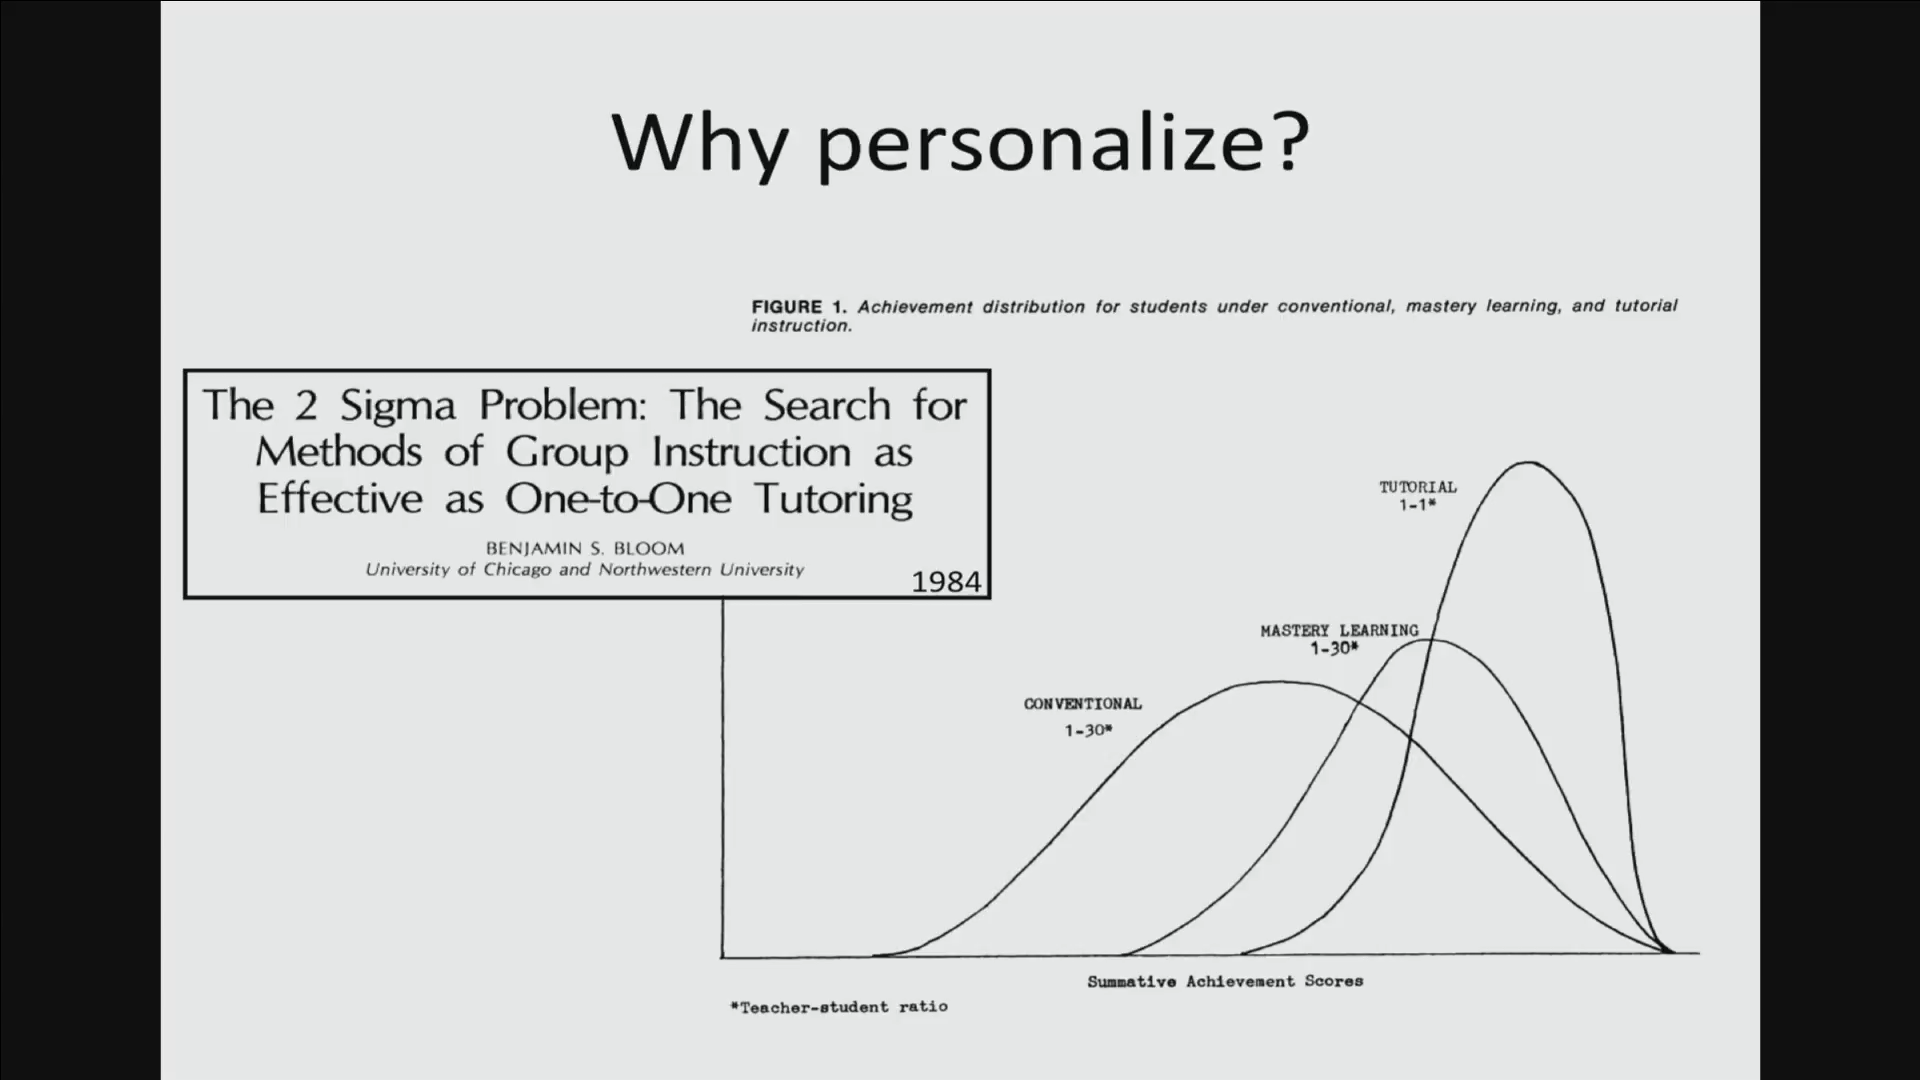 Why personalize?
FIGURE 1. Achievement distribution for students under conventional, mastery learning, and tutorial
instruction.
The 2 Sigma Problem: The Search for
Methods of Group Instruction as
Effective as One-to-One Tutoring
BENJAMIN S. BLOOM
University of Chicago and Northwestern University
1984
TUTORIAL
1-1*
MASTERY LEARNING
1-30*
CONVENTIONAL
1-30*
Summative Achievement Scores
*Teacher-student ratio